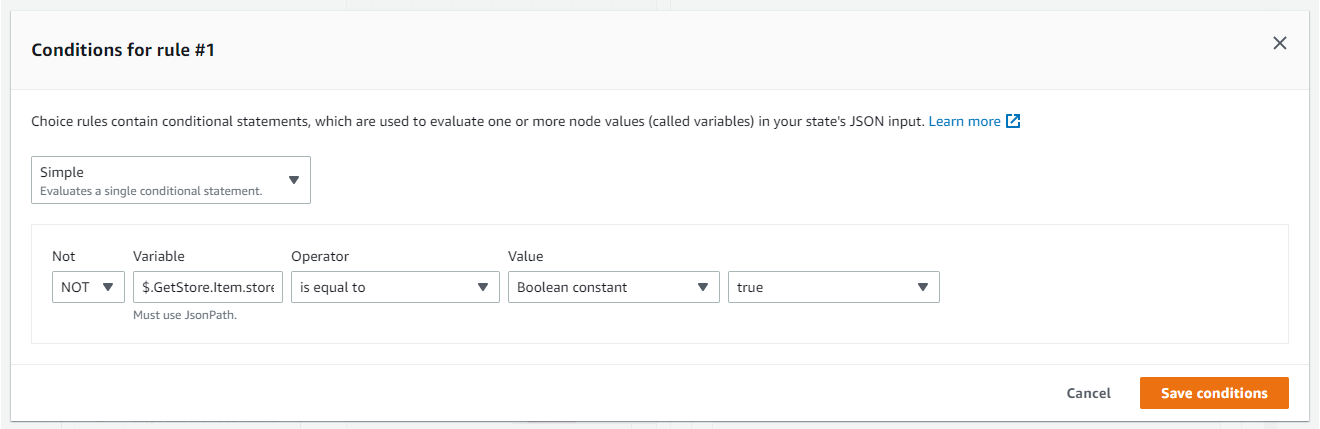 Conditions for rule #1
Choice rules contain conditional statements, which are used to evaluate one or more node values (called variables) in your state's JSON input. Learn more
Simple
Evaluates a single conditional statement.
Not Variable Operator Value
NOT $.GetStore.Item.store is equal to Boolean constant true
Must use JsonPath.
Cancel Save conditions